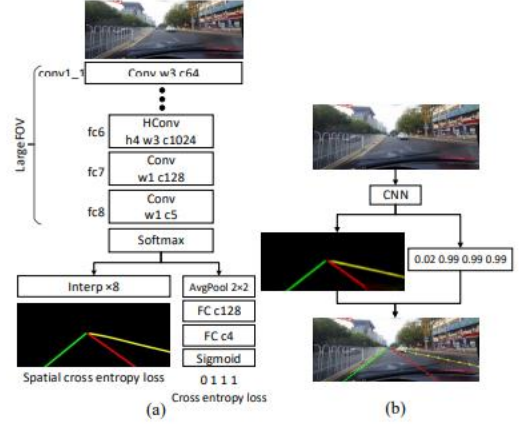 conv1_1
Conv w3 c64
LargeFOV
fc6
HConv
h4 w3 c1024
fc7
Conv
w1 c128
fc8
Conv
w1 c5
Softmax
Interp ×8
AvgPool 2×2
FC c128
FC c4
Sigmoid
Spatial cross entropy loss
0 1 1 1
Cross entropy loss
(a)
CNN
0.02 0.99 0.99 0.99
(b)